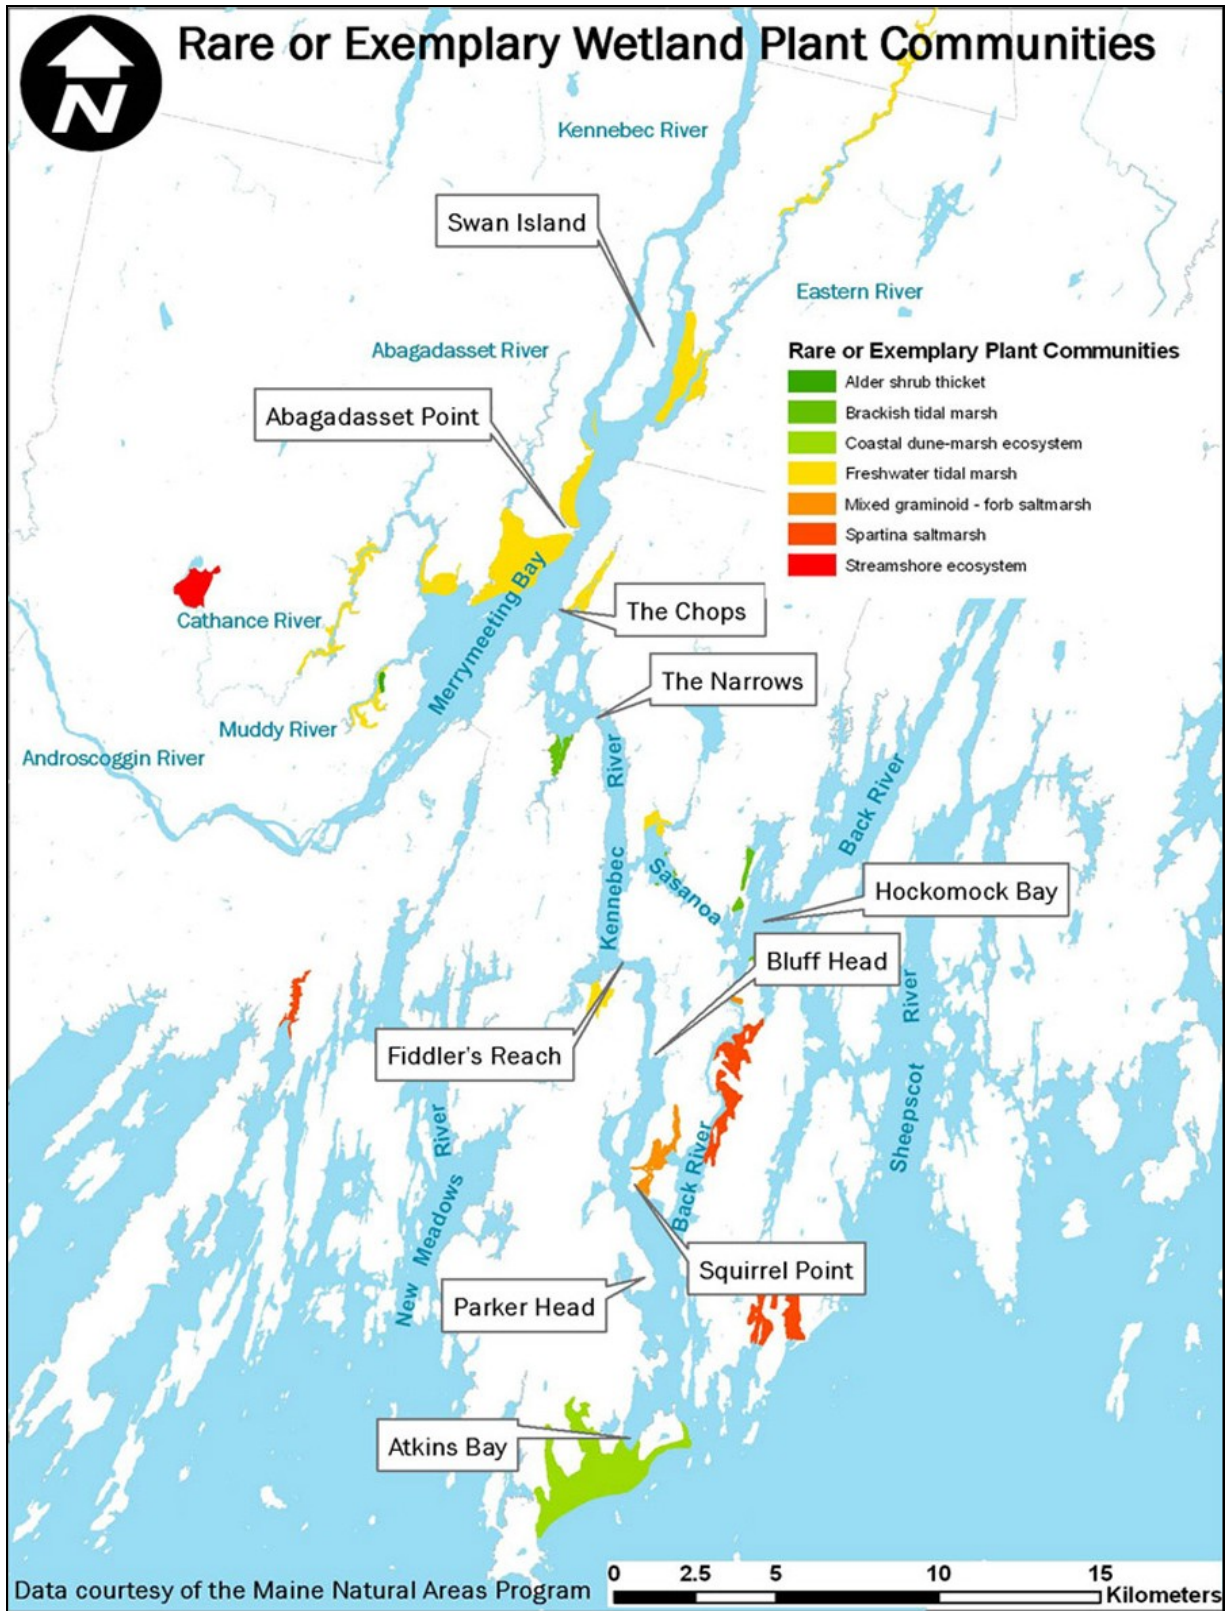 Rare or Exemplary Wetland Plant Communities
N
Kennebec River
Swan Island
Eastern River
Abagadasset River
Rare or Exemplary Plant Communities
Alder shrub thicket
Brackish tidal marsh
Coastal dune-marsh ecosystem
Freshwater tidal marsh
Mixed graminoid - forb saltmarsh
Spartina saltmarsh
Streamshore ecosystem
Abagadasset Point
Merrymeeting Bay
The Chops
Cathance River
The Narrows
Muddy River
Androscoggin River
Kennebec River
Back River
Sasanoa
Hockomock Bay
Bluff Head
Fiddler's Reach
Sheepscot River
New Meadows River
Back River
Squirrel Point
Parker Head
Atkins Bay
Data courtesy of the Maine Natural Areas Program
0 2.5 5 10 15
Kilometers